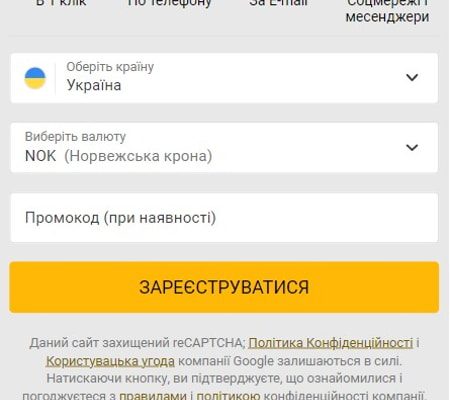 В 1 клік По телефону За E-mail Соцмережі і
месенджери
Оберіть країну
Україна
Виберіть валюту
NOK (Норвежська крона)
Промокод (при наявності)
ЗАРЕЄСТРУВАТИСЯ
Даний сайт захищений reCAPTCHA; Політика Конфіденційності і
Користувацька угода компанії Google залишаються в силі.
Натискаючи кнопку, ви підтверджуєте, що ознайомилися і
погоджуєтеся з правилами і політикою конфіденційності компанії.